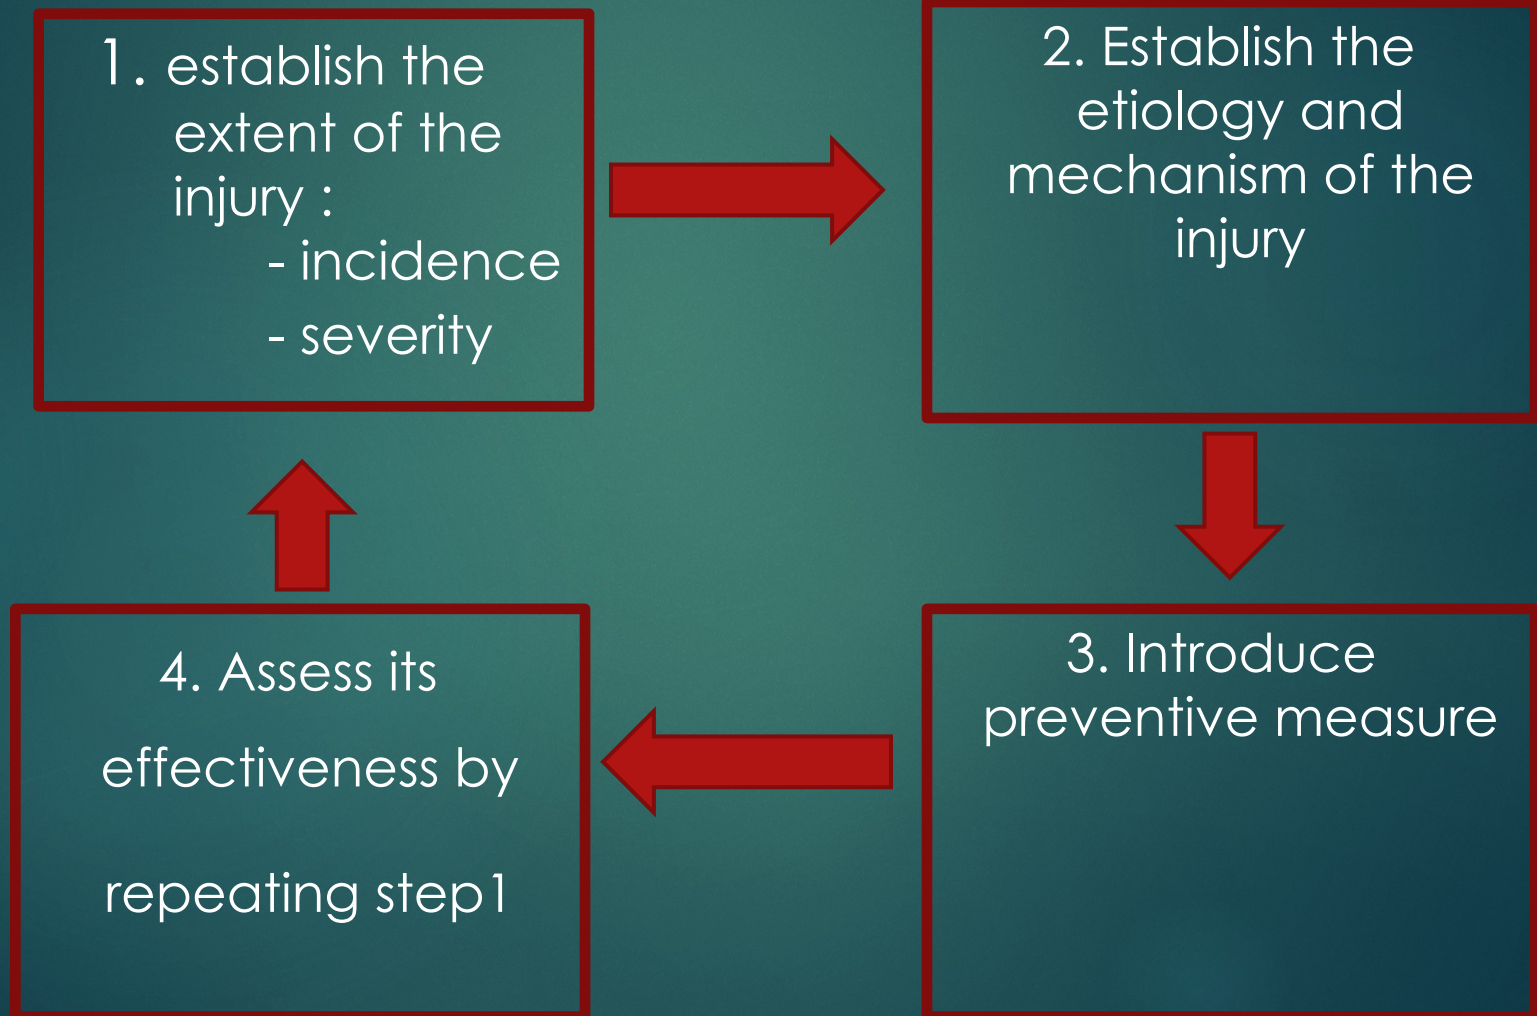 1. establish the
extent of the
injury :
- incidence
- severity
2. Establish the
etiology and
mechanism of the
injury
3. Introduce
preventive measure
4. Assess its
effectiveness by
repeating step1